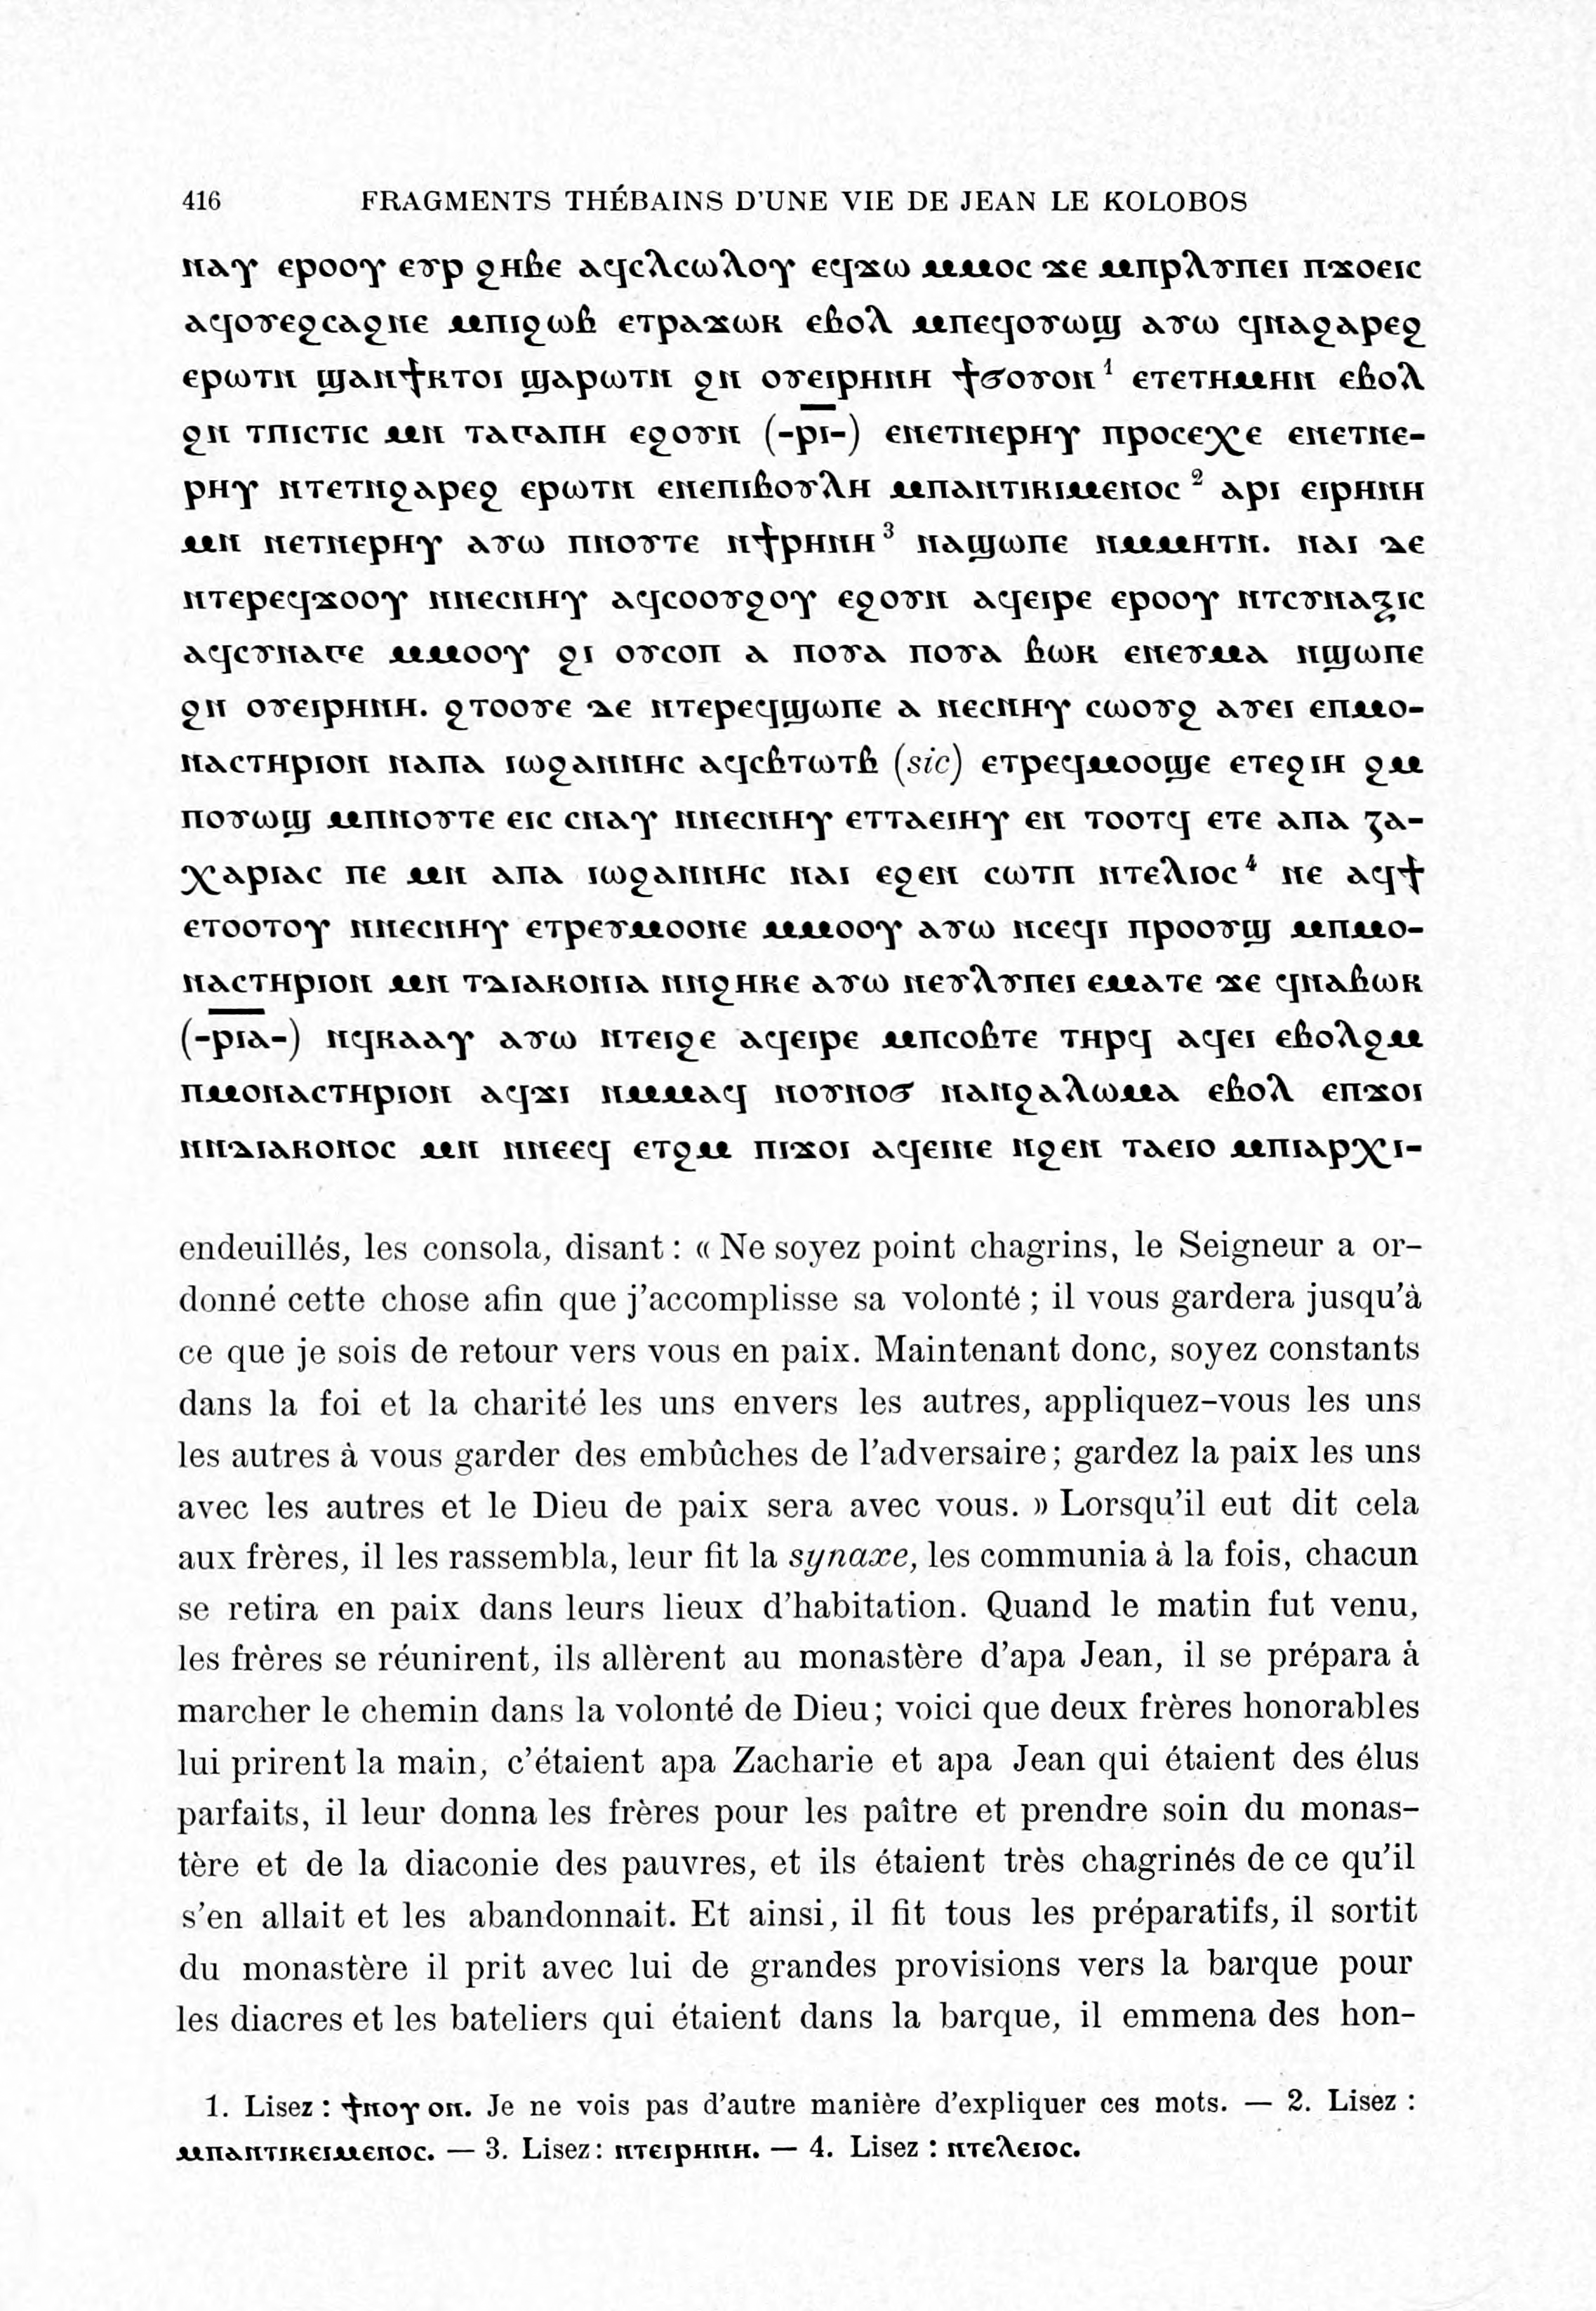 416 FRAGMENTS THÉBAINS D'UNE VIE DE JEAN LE KOLOBOS
ⲛⲁⲩ ⲉⲣⲟⲟⲩ ⲉⲩⲣ ϩⲏⲃⲉ ⲁϥⲥⲗⲥⲱⲗⲟⲩ ⲉϥϫⲱ ⲙⲙⲟⲥ ϫⲉ ⲙⲡⲣⲗⲩⲡⲉⲓ ⲡϫⲟⲉⲓⲥ
ⲁϥⲟⲩⲉϩⲥⲁϩⲛⲉ ⲙⲡⲓϩⲱⲃ ⲉⲧⲣⲁϫⲱⲕ ⲉⲃⲟⲗ ⲙⲡⲉϥⲟⲩⲱϣ ⲁⲩⲱ ϥⲛⲁϩⲁⲣⲉϩ
ⲉⲣⲱⲧⲛ ϣⲁⲛϯⲕⲧⲟⲓ ϣⲁⲣⲱⲧⲛ ϩⲛ ⲟⲩⲉⲓⲣⲏⲛⲏ ϯϭⲟⲩⲟⲛ¹ ⲉⲧⲉⲧⲏⲙⲏⲛ ⲉⲃⲟⲗ
ϩⲛ ⲧⲡⲓⲥⲧⲓⲥ ⲙⲛ ⲧⲁⲅⲁⲡⲏ ⲉϩⲟⲩⲛ (-ⲣ̅ⲓ̅-) ⲉⲛⲉⲧⲛⲉⲣⲏⲩ ⲡⲣⲟⲥⲉⲭⲉ ⲉⲛⲉⲧⲛⲉ-
ⲣⲏⲩ ⲛⲧⲉⲧⲛϩⲁⲣⲉϩ ⲉⲣⲱⲧⲛ ⲉⲛⲉⲡⲓⲃⲟⲩⲗⲏ ⲙⲡⲁⲛⲧⲓⲕⲓⲙⲉⲛⲟⲥ² ⲁⲣⲓ ⲉⲓⲣⲏⲛⲏ
ⲙⲛ ⲛⲉⲧⲛⲉⲣⲏⲩ ⲁⲩⲱ ⲡⲛⲟⲩⲧⲉ ⲛϯⲣⲏⲛⲏ³ ⲛⲁϣⲱⲡⲉ ⲛⲙⲙⲏⲧⲛ. ⲛⲁⲓ ⲇⲉ
ⲛⲧⲉⲣⲉϥϫⲟⲟⲩ ⲛⲛⲉⲥⲛⲏⲩ ⲁϥⲥⲟⲟⲩϩⲟⲩ ⲉϩⲟⲩⲛ ⲁϥⲉⲓⲣⲉ ⲉⲣⲟⲟⲩ ⲛⲧⲥⲩⲛⲁⲝⲓⲥ
ⲁϥⲥⲩⲛⲁⲅⲉ ⲙⲙⲟⲟⲩ ϩⲓ ⲟⲩⲥⲟⲡ ⲁ ⲡⲟⲩⲁ ⲡⲟⲩⲁ ⲃⲱⲕ ⲉⲛⲉⲩⲙⲁ ⲛϣⲱⲡⲉ
ϩⲛ ⲟⲩⲉⲓⲣⲏⲛⲏ. ϩⲧⲟⲟⲩⲉ ⲇⲉ ⲛⲧⲉⲣⲉϥϣⲱⲡⲉ ⲁ ⲛⲉⲥⲛⲏⲩ ⲥⲱⲟⲩϩ ⲁⲩⲉⲓ ⲉⲡⲙⲟ-
ⲛⲁⲥⲧⲏⲣⲓⲟⲛ ⲛⲁⲡⲁ ⲓⲱϩⲁⲛⲛⲏⲥ ⲁϥⲥⲃⲧⲱⲧⲃ (sic) ⲉⲧⲣⲉϥⲙⲟⲟϣⲉ ⲉⲧⲉϩⲓⲏ ϩⲙ
ⲡⲟⲩⲱϣ ⲙⲡⲛⲟⲩⲧⲉ ⲉⲓⲥ ⲥⲛⲁⲩ ⲛⲛⲉⲥⲛⲏⲩ ⲉⲧⲧⲁⲉⲓⲏⲩ ⲉⲛ ⲧⲟⲟⲧϥ ⲉⲧⲉ ⲁⲡⲁ ⲍⲁ-
ⲭⲁⲣⲓⲁⲥ ⲡⲉ ⲙⲛ ⲁⲡⲁ ⲓⲱϩⲁⲛⲛⲏⲥ ⲛⲁⲓ ⲉϩⲉⲛ ⲥⲱⲧⲡ ⲛⲧⲉⲗⲓⲟⲥ⁴ ⲛⲉ ⲁϥϯ
ⲉⲧⲟⲟⲧⲟⲩ ⲛⲛⲉⲥⲛⲏⲩ ⲉⲧⲣⲉⲩⲙⲟⲟⲛⲉ ⲙⲙⲟⲟⲩ ⲁⲩⲱ ⲛⲥⲉϥⲓ ⲡⲣⲟⲟⲩϣ ⲙⲡⲙⲟ-
ⲛⲁⲥⲧⲏⲣⲓⲟⲛ ⲙⲛ ⲧⲇⲓⲁⲕⲟⲛⲓⲁ ⲛⲛϩⲏⲕⲉ ⲁⲩⲱ ⲛⲉⲩⲗⲩⲡⲉⲓ ⲉⲙⲁⲧⲉ ϫⲉ ϥⲛⲁⲃⲱⲕ
(-ⲣ̅ⲓ̅ⲁ̅-) ⲛϥⲕⲁⲁⲩ ⲁⲩⲱ ⲛⲧⲉⲓϩⲉ ⲁϥⲉⲓⲣⲉ ⲙⲡⲥⲟⲃⲧⲉ ⲧⲏⲣϥ ⲁϥⲉⲓ ⲉⲃⲟⲗϩⲙ
ⲡⲙⲟⲛⲁⲥⲧⲏⲣⲓⲟⲛ ⲁϥϫⲓ ⲛⲙⲙⲁϥ ⲛⲟⲩⲛⲟϭ ⲛⲁⲛϩⲁⲗⲱⲙⲁ ⲉⲃⲟⲗ ⲉⲡϫⲟⲓ
ⲛⲛⲇⲓⲁⲕⲟⲛⲟⲥ ⲙⲛ ⲛⲛⲉⲉϥ ⲉⲧϩⲙ ⲡⲓϫⲟⲓ ⲁϥⲉⲓⲛⲉ ⲛϩⲉⲛ ⲧⲁⲉⲓⲟ ⲙⲡⲓⲁⲣⲭⲓ-
endeuillés, les consola, disant : « Ne soyez point chagrins, le Seigneur a or-
donné cette chose afin que j'accomplisse sa volonté ; il vous gardera jusqu'à
ce que je sois de retour vers vous en paix. Maintenant donc, soyez constants
dans la foi et la charité les uns envers les autres, appliquez-vous les uns
les autres à vous garder des embûches de l'adversaire ; gardez la paix les uns
avec les autres et le Dieu de paix sera avec vous. » Lorsqu'il eut dit cela
aux frères, il les rassembla, leur fit la synaxe, les communia à la fois, chacun
se retira en paix dans leurs lieux d'habitation. Quand le matin fut venu,
les frères se réunirent, ils allèrent au monastère d'apa Jean, il se prépara à
marcher le chemin dans la volonté de Dieu ; voici que deux frères honorables
lui prirent la main, c'étaient apa Zacharie et apa Jean qui étaient des élus
parfaits, il leur donna les frères pour les paître et prendre soin du monas-
tère et de la diaconie des pauvres, et ils étaient très chagrinés de ce qu'il
s'en allait et les abandonnait. Et ainsi, il fit tous les préparatifs, il sortit
du monastère il prit avec lui de grandes provisions vers la barque pour
les diacres et les bateliers qui étaient dans la barque, il emmena des hon-
1. Lisez : ϯⲛⲟⲩ ⲟⲛ. Je ne vois pas d'autre manière d'expliquer ces mots. — 2. Lisez :
ⲙⲡⲁⲛⲧⲓⲕⲉⲓⲙⲉⲛⲟⲥ. — 3. Lisez : ⲛⲧⲉⲓⲣⲏⲛⲏ. — 4. Lisez : ⲛⲧⲉⲗⲉⲓⲟⲥ.